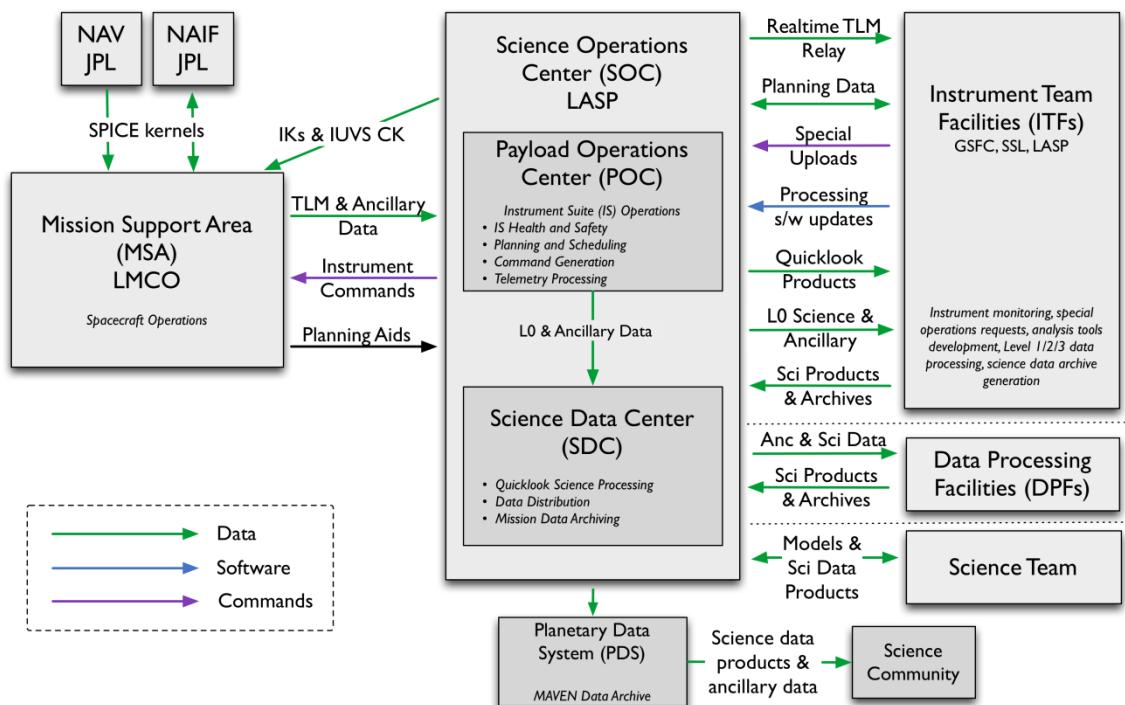 NAV
JPL
NAIF
JPL
SPICE kernels
IKs & IUVS CK
Mission Support Area
(MSA)
LMCO
Spacecraft Operations
TLM & Ancillary
Data
Instrument
Commands
Planning Aids
Science Operations
Center (SOC)
LASP
Payload Operations
Center (POC)
Instrument Suite (IS) Operations
• IS Health and Safety
• Planning and Scheduling
• Command Generation
• Telemetry Processing
L0 & Ancillary Data
Science Data Center
(SDC)
• Quicklook Science Processing
• Data Distribution
• Mission Data Archiving
Realtime TLM
Relay
Planning Data
Special
Uploads
Processing
s/w updates
Quicklook
Products
L0 Science &
Ancillary
Sci Products
& Archives
Instrument Team
Facilities (ITFs)
GSFC, SSL, LASP
Instrument monitoring, special
operations requests, analysis tools
development, Level 1/2/3 data
processing, science data archive
generation
Anc & Sci Data
Sci Products
& Archives
Data Processing
Facilities (DPFs)
Models &
Sci Data
Products
Science Team
Data
Software
Commands
Planetary Data
System (PDS)
MAVEN Data Archive
Science data
products &
ancillary data
Science
Community